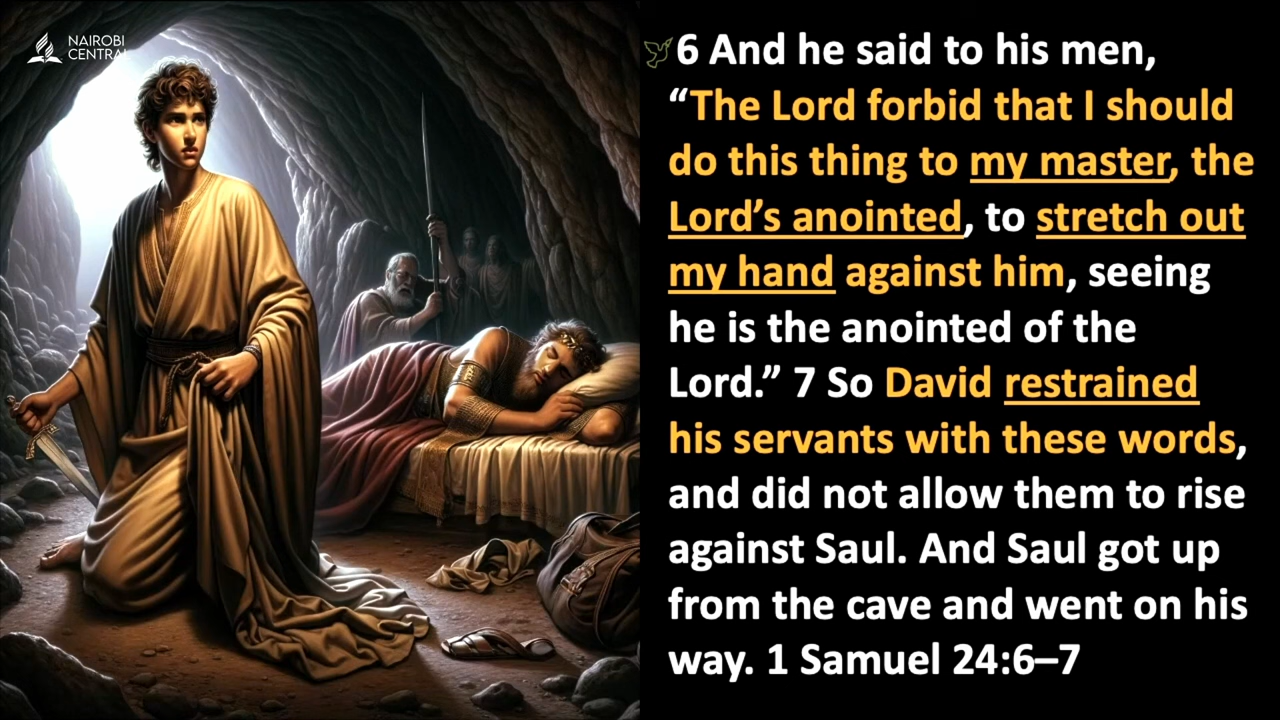 NAIROBI
CENTRAL
6 And he said to his men,
“The Lord forbid that I should
do this thing to my master, the
Lord’s anointed, to stretch out
my hand against him, seeing
he is the anointed of the
Lord.” 7 So David restrained
his servants with these words,
and did not allow them to rise
against Saul. And Saul got up
from the cave and went on his
way. 1 Samuel 24:6–7